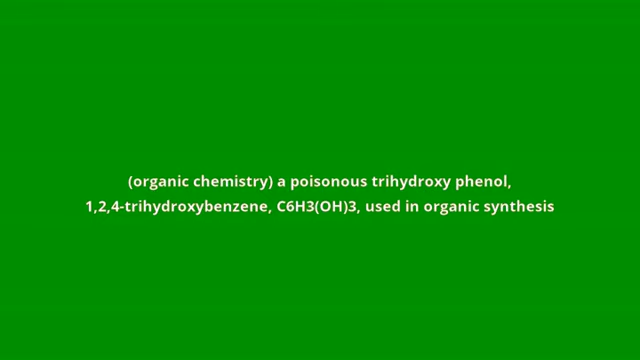 (organic chemistry) a poisonous trihydroxy phenol,
1,2,4-trihydroxybenzene, C6H3(OH)3, used in organic synthesis